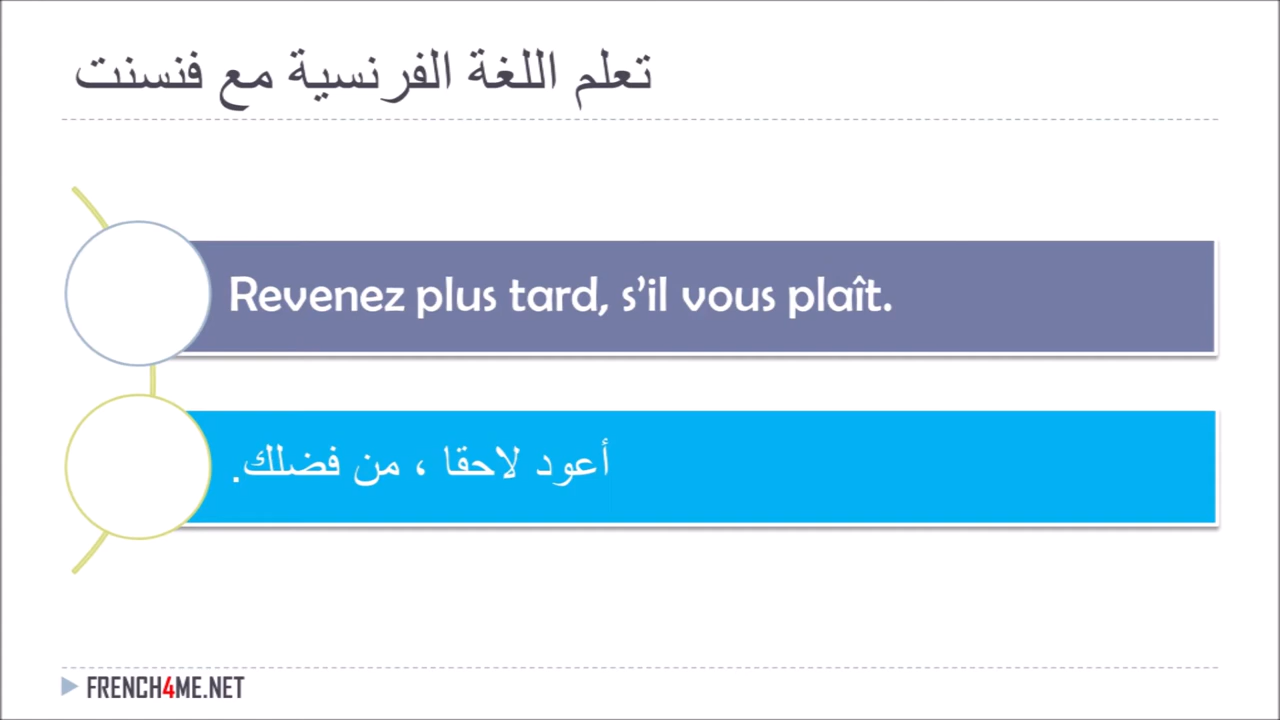 تعلم اللغة الفرنسية مع فنسنت
Revenez plus tard, s’il vous plaît.
أعود لاحقا ، من فضلك.
FRENCH4ME.NET